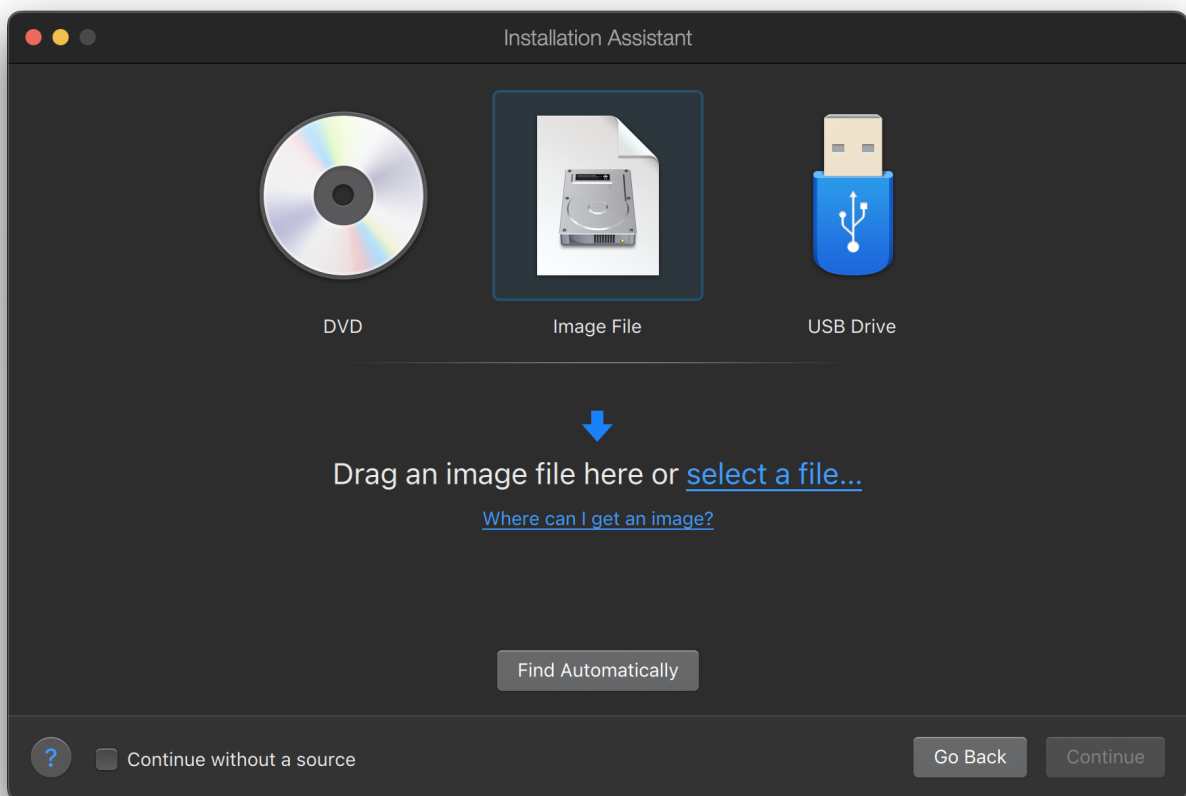 Installation Assistant
DVD
Image File
USB Drive
Drag an image file here or select a file...
Where can I get an image?
Find Automatically
?
Continue without a source
Go Back
Continue